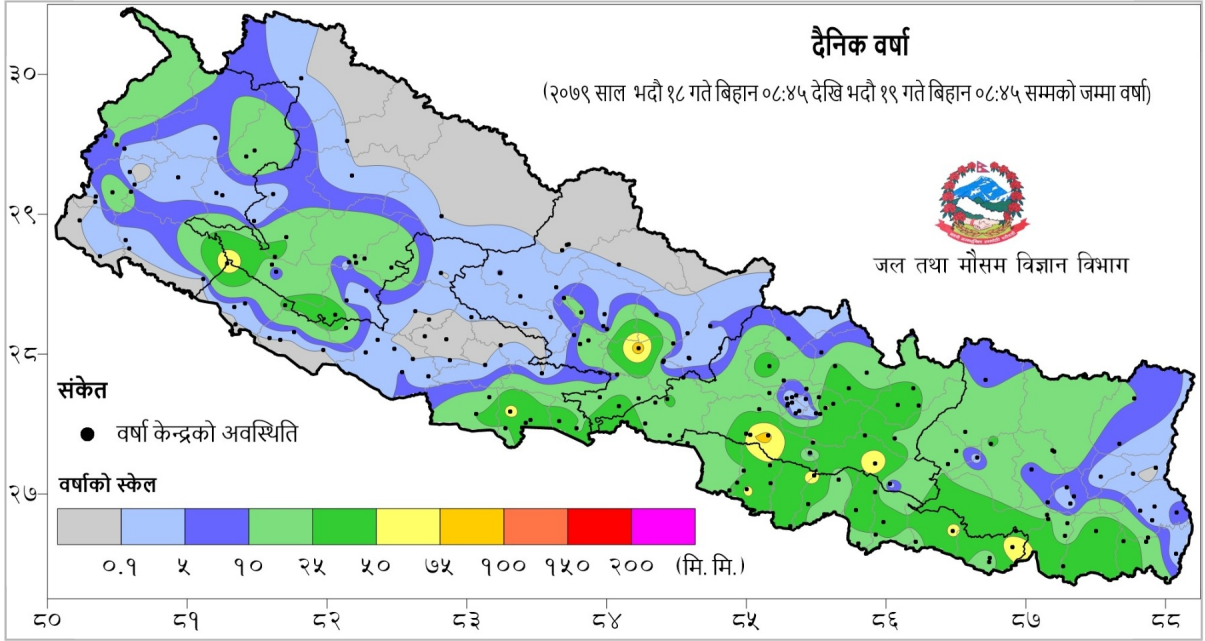 दैनिक वर्षा
(२०७९ साल भदौ १८ गते बिहान ०८:४५ देखि भदौ १९ गते बिहान ०८:४५ सम्मको जम्मा वर्षा)
जल तथा मौसम विज्ञान विभाग
३०
२९
२८
२७
संकेत
वर्षा केन्द्रको अवस्थिति
वर्षाको स्केल
०.१ ५ १० २५ ५० ७५ १०० १५० २०० (मि. मि.)
८० ८१ ८२ ८३ ८४ ८५ ८६ ८७ ८८